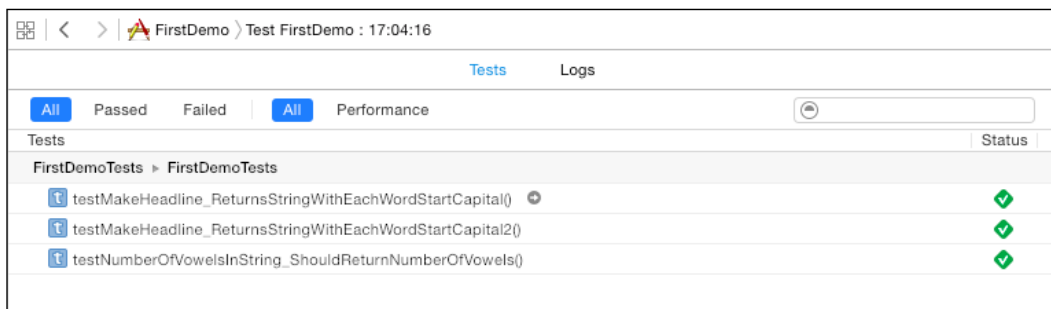 FirstDemo 〉Test FirstDemo : 17:04:16
Tests Logs
All Passed Failed All Performance
Tests Status
FirstDemoTests ▸ FirstDemoTests
t testMakeHeadline_ReturnsStringWithEachWordStartCapital()
t testMakeHeadline_ReturnsStringWithEachWordStartCapital2()
t testNumberOfVowelsInString_ShouldReturnNumberOfVowels()